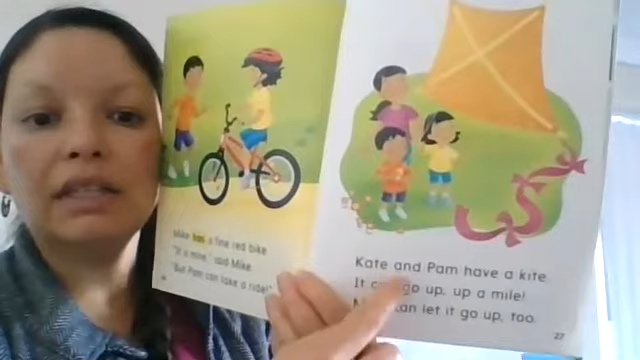 Mike has a fine red bike
"It is mine," said Mike.
"But Pam can take a ride!"
Kate and Pam have a kite.
It go up, up a mile!
can let it go up, too.
27